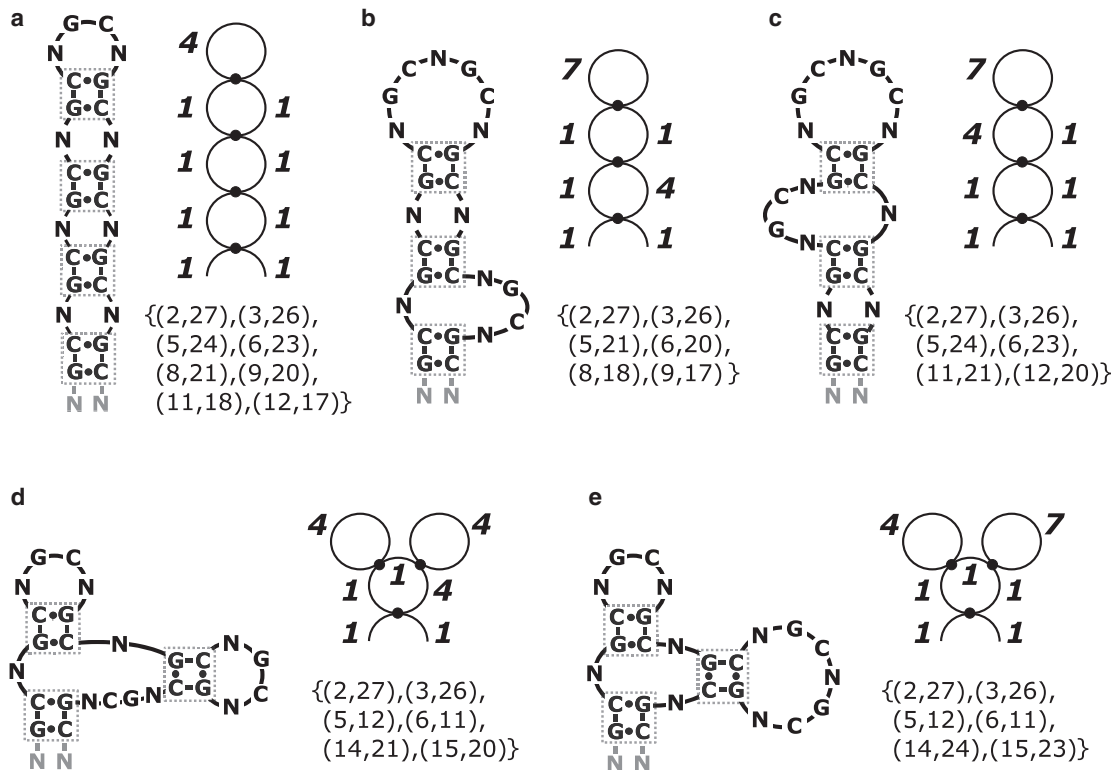 a
G C
N N
C•G
G•C
N N
C•G
G•C
N N
C•G
G•C
N N
C•G
G•C
N N
4
1 1
1 1
1 1
1 1
{(2,27),(3,26),
(5,24),(6,23),
(8,21),(9,20),
(11,18),(12,17)}
b
N
C G
G C
N N
C•G
G•C
N N
C•G
G•C N G
N
C•G N C
G•C
N N
7
1 1
1 4
1 1
{(2,27),(3,26),
(5,21),(6,20),
(8,18),(9,17)}
c
N
C G
G C
N N
C•G
C N G•C
N
G N C•G
G•C
N N
C•G
G•C
N N
7
4 1
1 1
1 1
{(2,27),(3,26),
(5,24),(6,23),
(11,21),(12,20)}
d
G C
N N
C•G
G•C N N
G C G
N
C G C
C•G N C G N N
G•C
N N
4 4
1 1 4
1 1
{(2,27),(3,26),
(5,12),(6,11),
(14,21),(15,20)}
e
G C
N N
C•G N G
G•C N C
G C N
N
C G G
C•G N N C
G•C
N N
4 7
1 1 1
1 1
{(2,27),(3,26),
(5,12),(6,11),
(14,24),(15,23)}